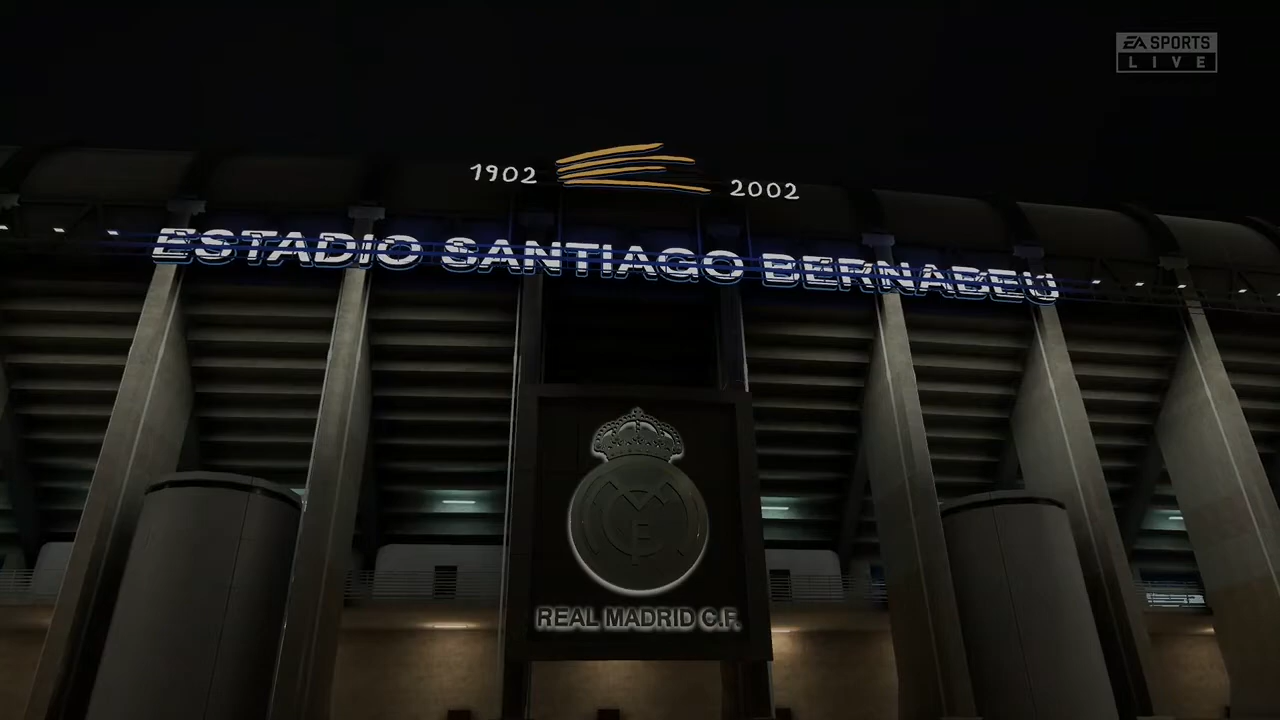 EA SPORTS
LIVE
1902 2002
ESTADIO SANTIAGO BERNABEU
REAL MADRID C.F.